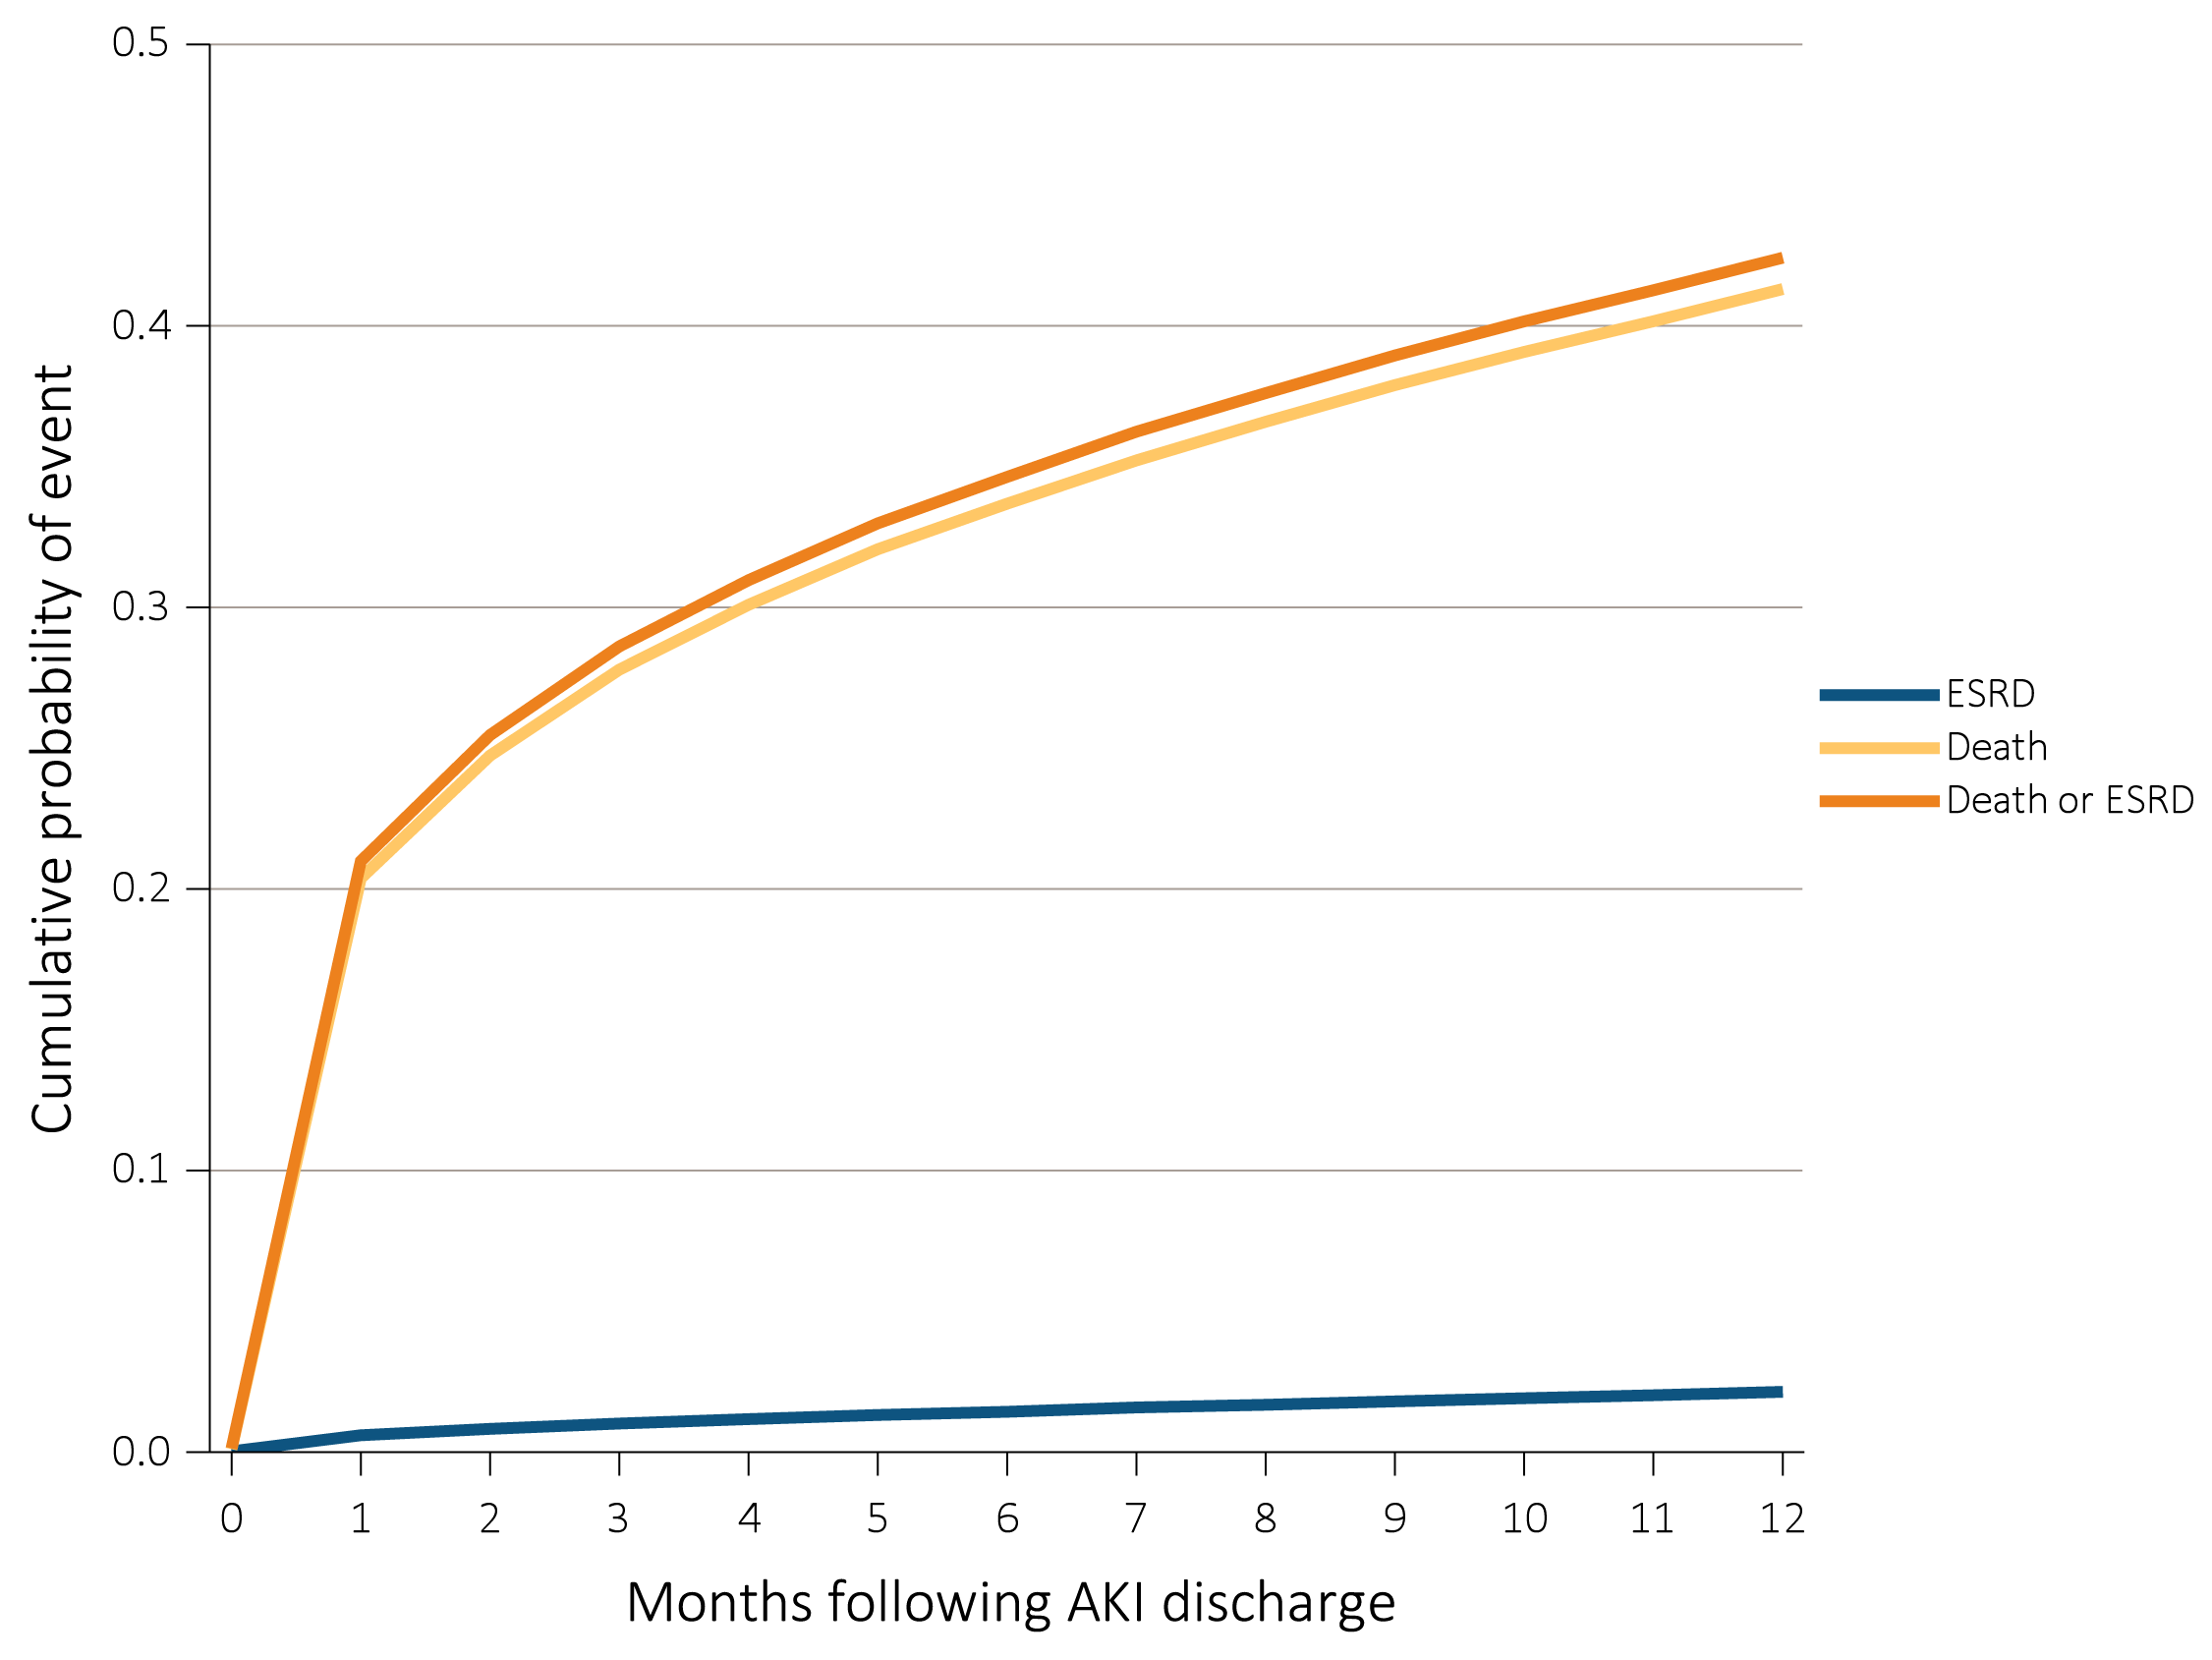 Cumulative probability of event
0.5
0.4
0.3
0.2
0.1
0.0
0 1 2 3 4 5 6 7 8 9 10 11 12
Months following AKI discharge
ESRD
Death
Death or ESRD